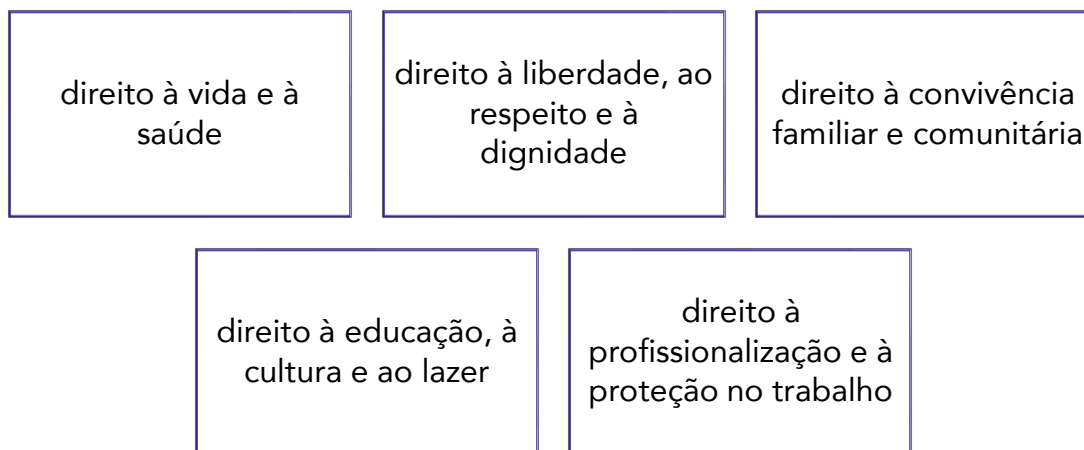 direito à vida e à
saúde
direito à liberdade, ao
respeito e à
dignidade
direito à convivência
familiar e comunitária
direito à educação, à
cultura e ao lazer
direito à
profissionalização e à
proteção no trabalho